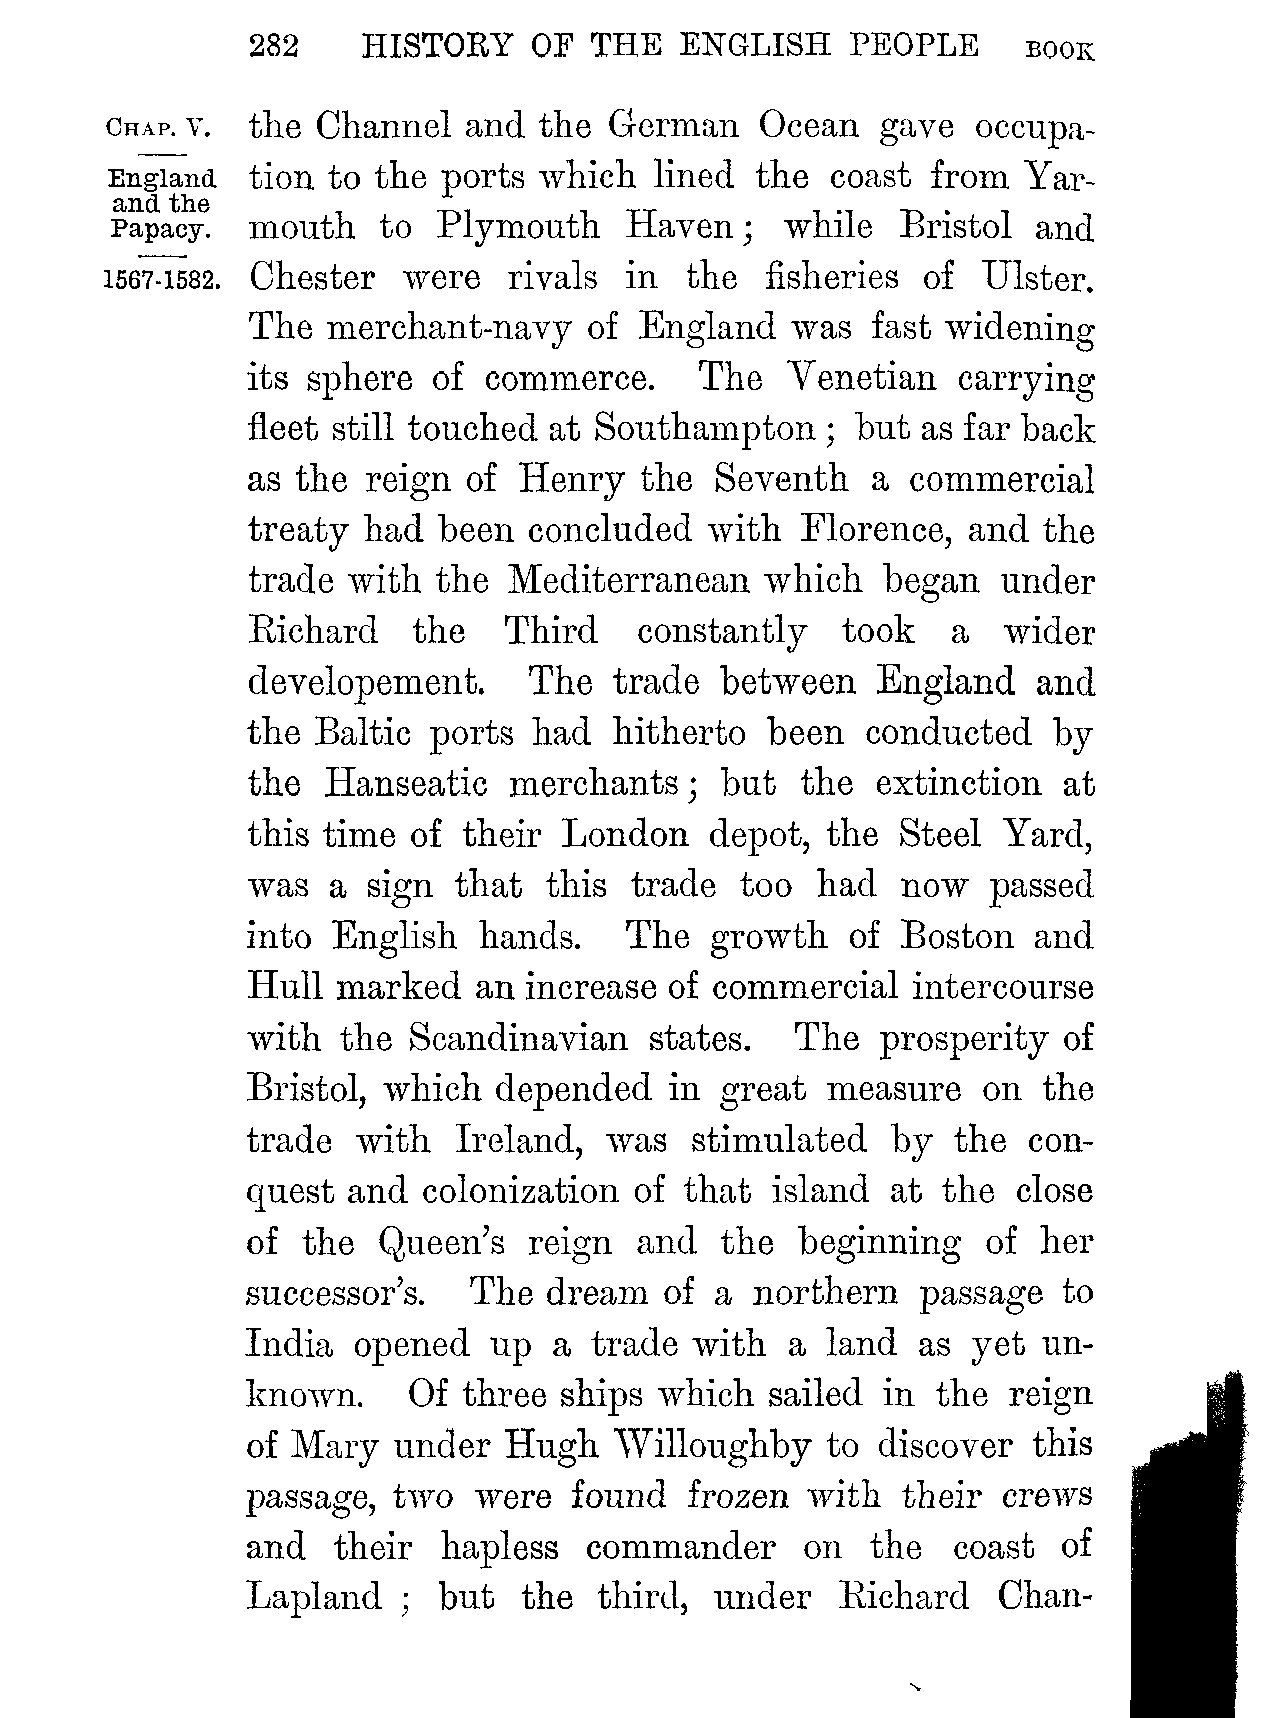 282 HISTORY OF THE ENGLISH PEOPLE BOOK
CHAP. V.
England
and the
Papacy.
1567-1582.
the Channel and the German Ocean gave occupa-
tion to the ports which lined the coast from Yar-
mouth to Plymouth Haven; while Bristol and
Chester were rivals in the fisheries of Ulster.
The merchant-navy of England was fast widening
its sphere of commerce. The Venetian carrying
fleet still touched at Southampton; but as far back
as the reign of Henry the Seventh a commercial
treaty had been concluded with Florence, and the
trade with the Mediterranean which began under
Richard the Third constantly took a wider
developement. The trade between England and
the Baltic ports had hitherto been conducted by
the Hanseatic merchants; but the extinction at
this time of their London depot, the Steel Yard,
was a sign that this trade too had now passed
into English hands. The growth of Boston and
Hull marked an increase of commercial intercourse
with the Scandinavian states. The prosperity of
Bristol, which depended in great measure on the
trade with Ireland, was stimulated by the con-
quest and colonization of that island at the close
of the Queen's reign and the beginning of her
successor's. The dream of a northern passage to
India opened up a trade with a land as yet un-
known. Of three ships which sailed in the reign
of Mary under Hugh Willoughby to discover this
passage, two were found frozen with their crews
and their hapless commander on the coast of
Lapland; but the third, under Richard Chan-